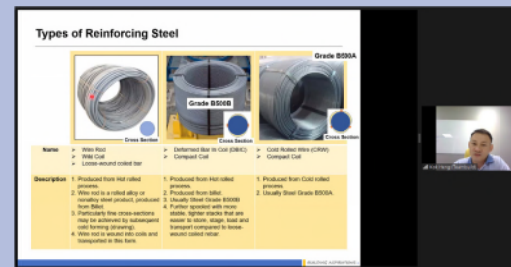 Types of Reinforcing Steel
Grade B500A
Grade B500B
Cross Section
Cross Section
Cross Section
Name
➢ Wire Rod
➢ Wild Coil
➢ Loose-wound coiled bar
➢ Deformed Bar In Coil (DBIC)
➢ Compact Coil
➢ Cold Rolled Wire (CRW)
➢ Compact Coil
Description
1. Produced from Hot rolled
process.
2. Wire rod is a rolled alloy or
nonalloy steel product, produced
from Billet.
3. Particularly fine cross-sections
may be achieved by subsequent
cold forming (drawing).
4. Wire rod is wound into coils and
transported in this form.
1. Produced from Hot rolled
process.
2. Produced from billet.
3. Usually Steel Grade B500B
4. Further spooled with more
stable, tighter stacks that are
easier to store, stage, load and
transport compared to loose-
wound coiled rebar.
1. Produced from Cold rolled
process
2. Usually Steel Grade B500A.